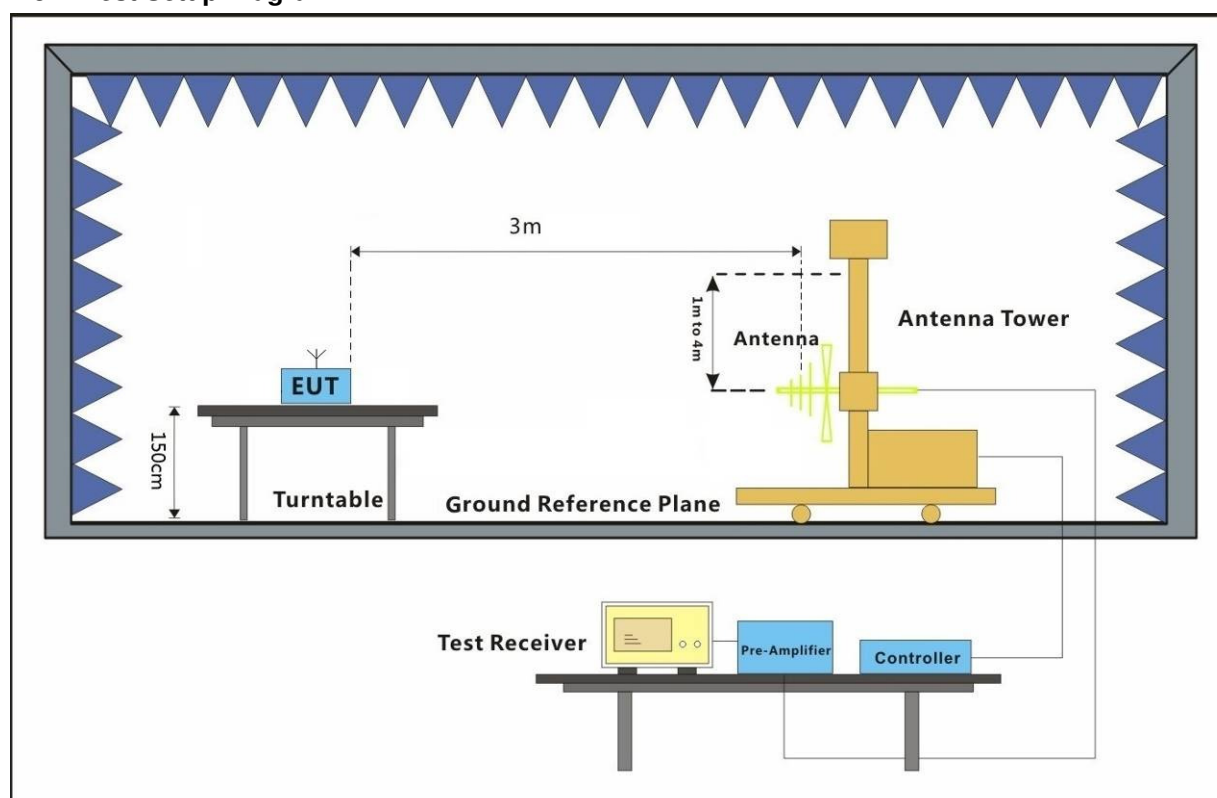 3m
1m to 4m
Antenna
Antenna Tower
EUT
150cm
Turntable
Ground Reference Plane
Test Receiver
Pre-Amplifier
Controller